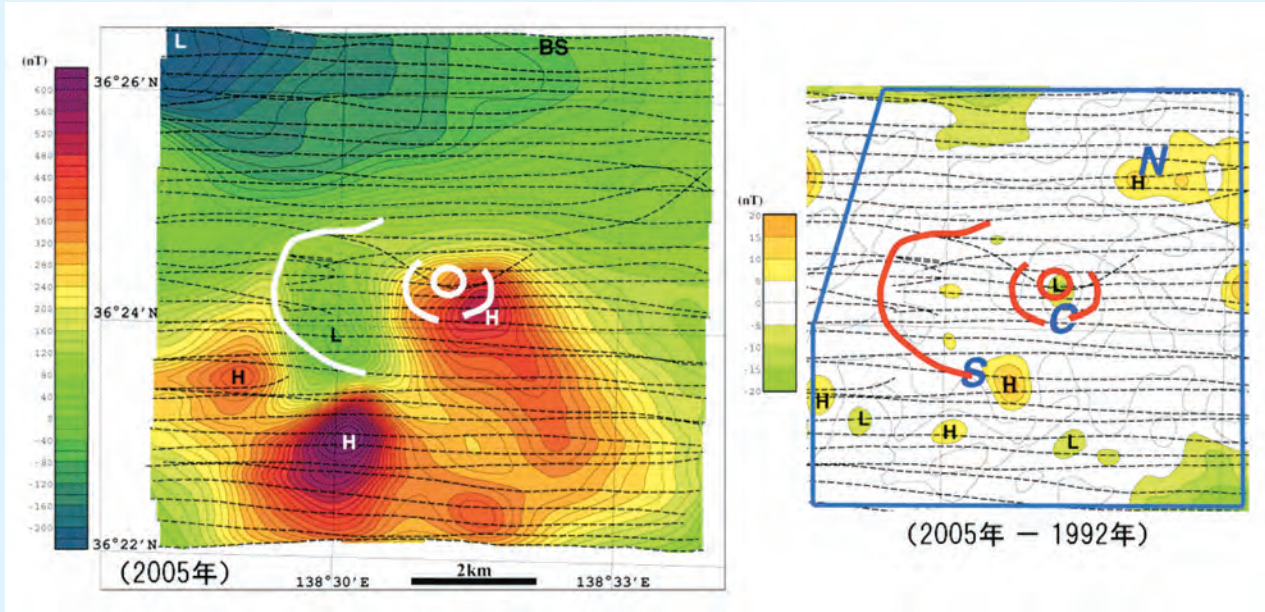 (nT)
600
520
440
400
360
320
280
240
200
160
120
80
40
0
-40
-80
-120
-160
-200
36°26′N
36°24′N
36°22′N
L
BS
H
L
H
H
(2005年)
138°30′E
2km
138°33′E
(nT)
20
15
10
5
0
-5
-10
-15
-20
N
H
L
C
S
H
H
L
H
L
(2005年 — 1992年)